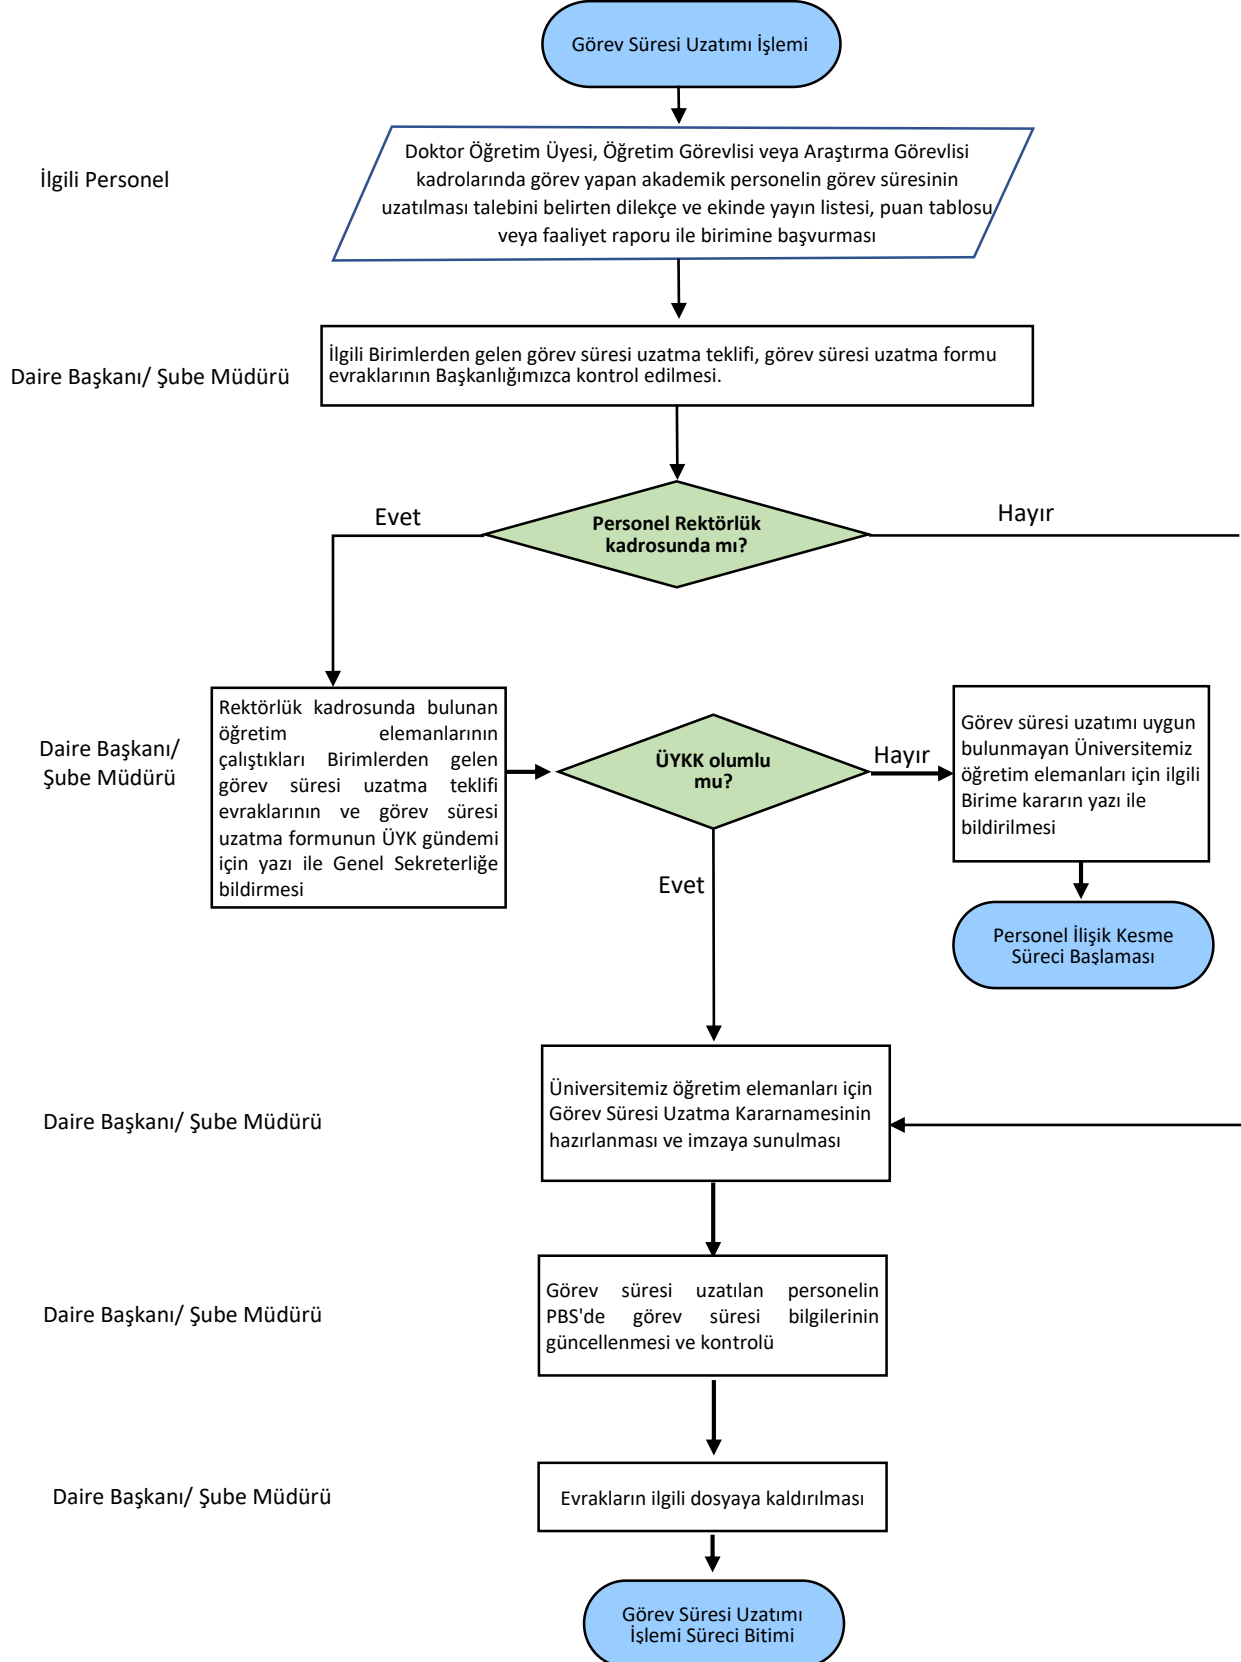 Görev Süresi Uzatımı İşlemi
İlgili Personel
Doktor Öğretim Üyesi, Öğretim Görevlisi veya Araştırma Görevlisi
kadrolarında görev yapan akademik personelin görev süresinin
uzatılması talebini belirten dilekçe ve ekinde yayın listesi, puan tablosu
veya faaliyet raporu ile birimine başvurması
Daire Başkanı/ Şube Müdürü
İlgili Birimlerden gelen görev süresi uzatma teklifi, görev süresi uzatma formu
evraklarının Başkanlığımızca kontrol edilmesi.
Evet
Personel Rektörlük
kadrosunda mı?
Hayır
Daire Başkanı/
Şube Müdürü
Rektörlük kadrosunda bulunan
öğretim elemanlarının
çalıştıkları Birimlerden gelen
görev süresi uzatma teklifi
evraklarının ve görev süresi
uzatma formunun ÜYK gündemi
için yazı ile Genel Sekreterliğe
bildirmesi
ÜYKK olumlu
mu?
Hayır
Görev süresi uzatımı uygun
bulunmayan Üniversitemiz
öğretim elemanları için ilgili
Birime kararın yazı ile
bildirilmesi
Evet
Personel İlişik Kesme
Süreci Başlaması
Daire Başkanı/ Şube Müdürü
Üniversitemiz öğretim elemanları için
Görev Süresi Uzatma Kararnamesinin
hazırlanması ve imzaya sunulması
Daire Başkanı/ Şube Müdürü
Görev süresi uzatılan personelin
PBS'de görev süresi bilgilerinin
güncellenmesi ve kontrolü
Daire Başkanı/ Şube Müdürü
Evrakların ilgili dosyaya kaldırılması
Görev Süresi Uzatımı
İşlemi Süreci Bitimi